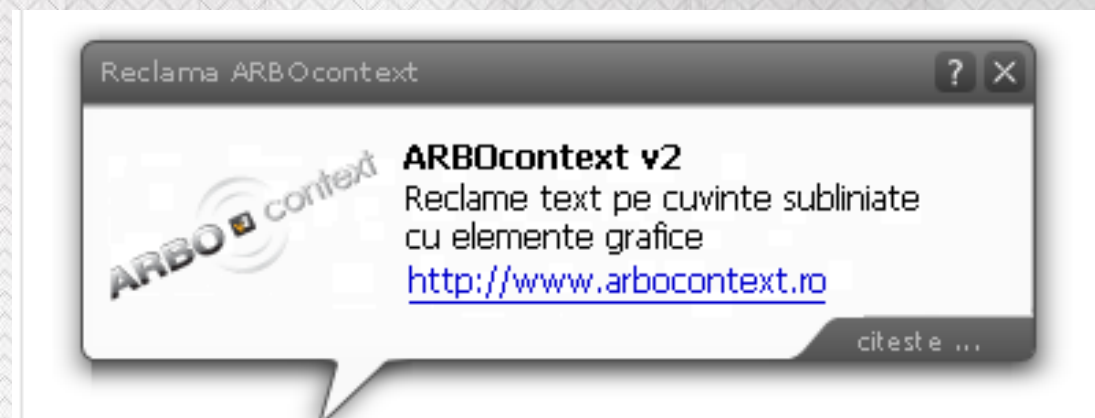 Reclama ARBOcontext ? ×
ARBO context
ARBOcontext v2
Reclame text pe cuvinte subliniate
cu elemente grafice
http://www.arbocontext.ro
citeste ...